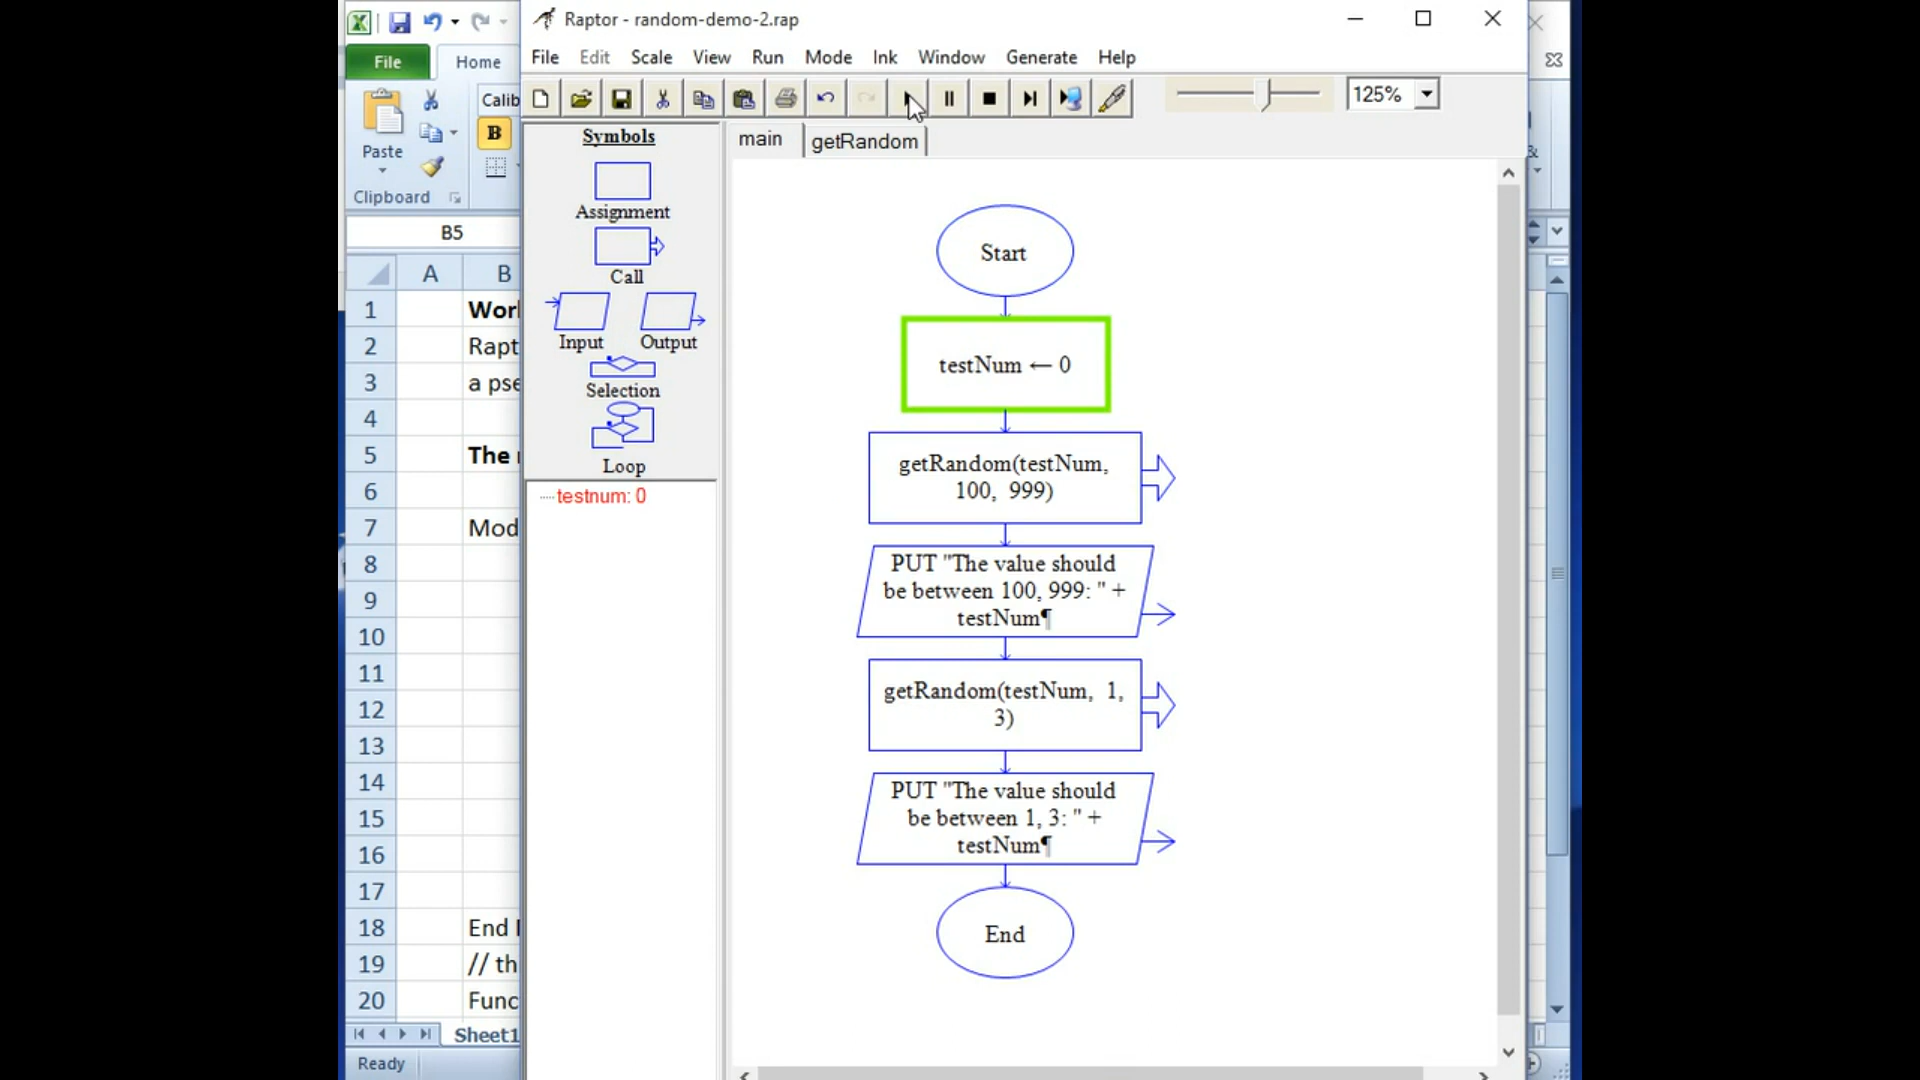 Raptor - random-demo-2.rap
File Edit Scale View Run Mode Ink Window Generate Help
125%
File Home
Calib
B
Paste
Clipboard
B5
A B
1 Worl
2 Rapt
3 a pse
4
5 The
6
7 Mod
8
9
10
11
12
13
14
15
16
17
18 End
19 // th
20 Func
Sheet1
Ready
Symbols
Assignment
Call
Input Output
Selection
Loop
testnum: 0
main getRandom
Start
testNum ← 0
getRandom(testNum,
100, 999)
PUT "The value should
be between 100, 999: " +
testNum¶
getRandom(testNum, 1,
3)
PUT "The value should
be between 1, 3: " +
testNum¶
End
&